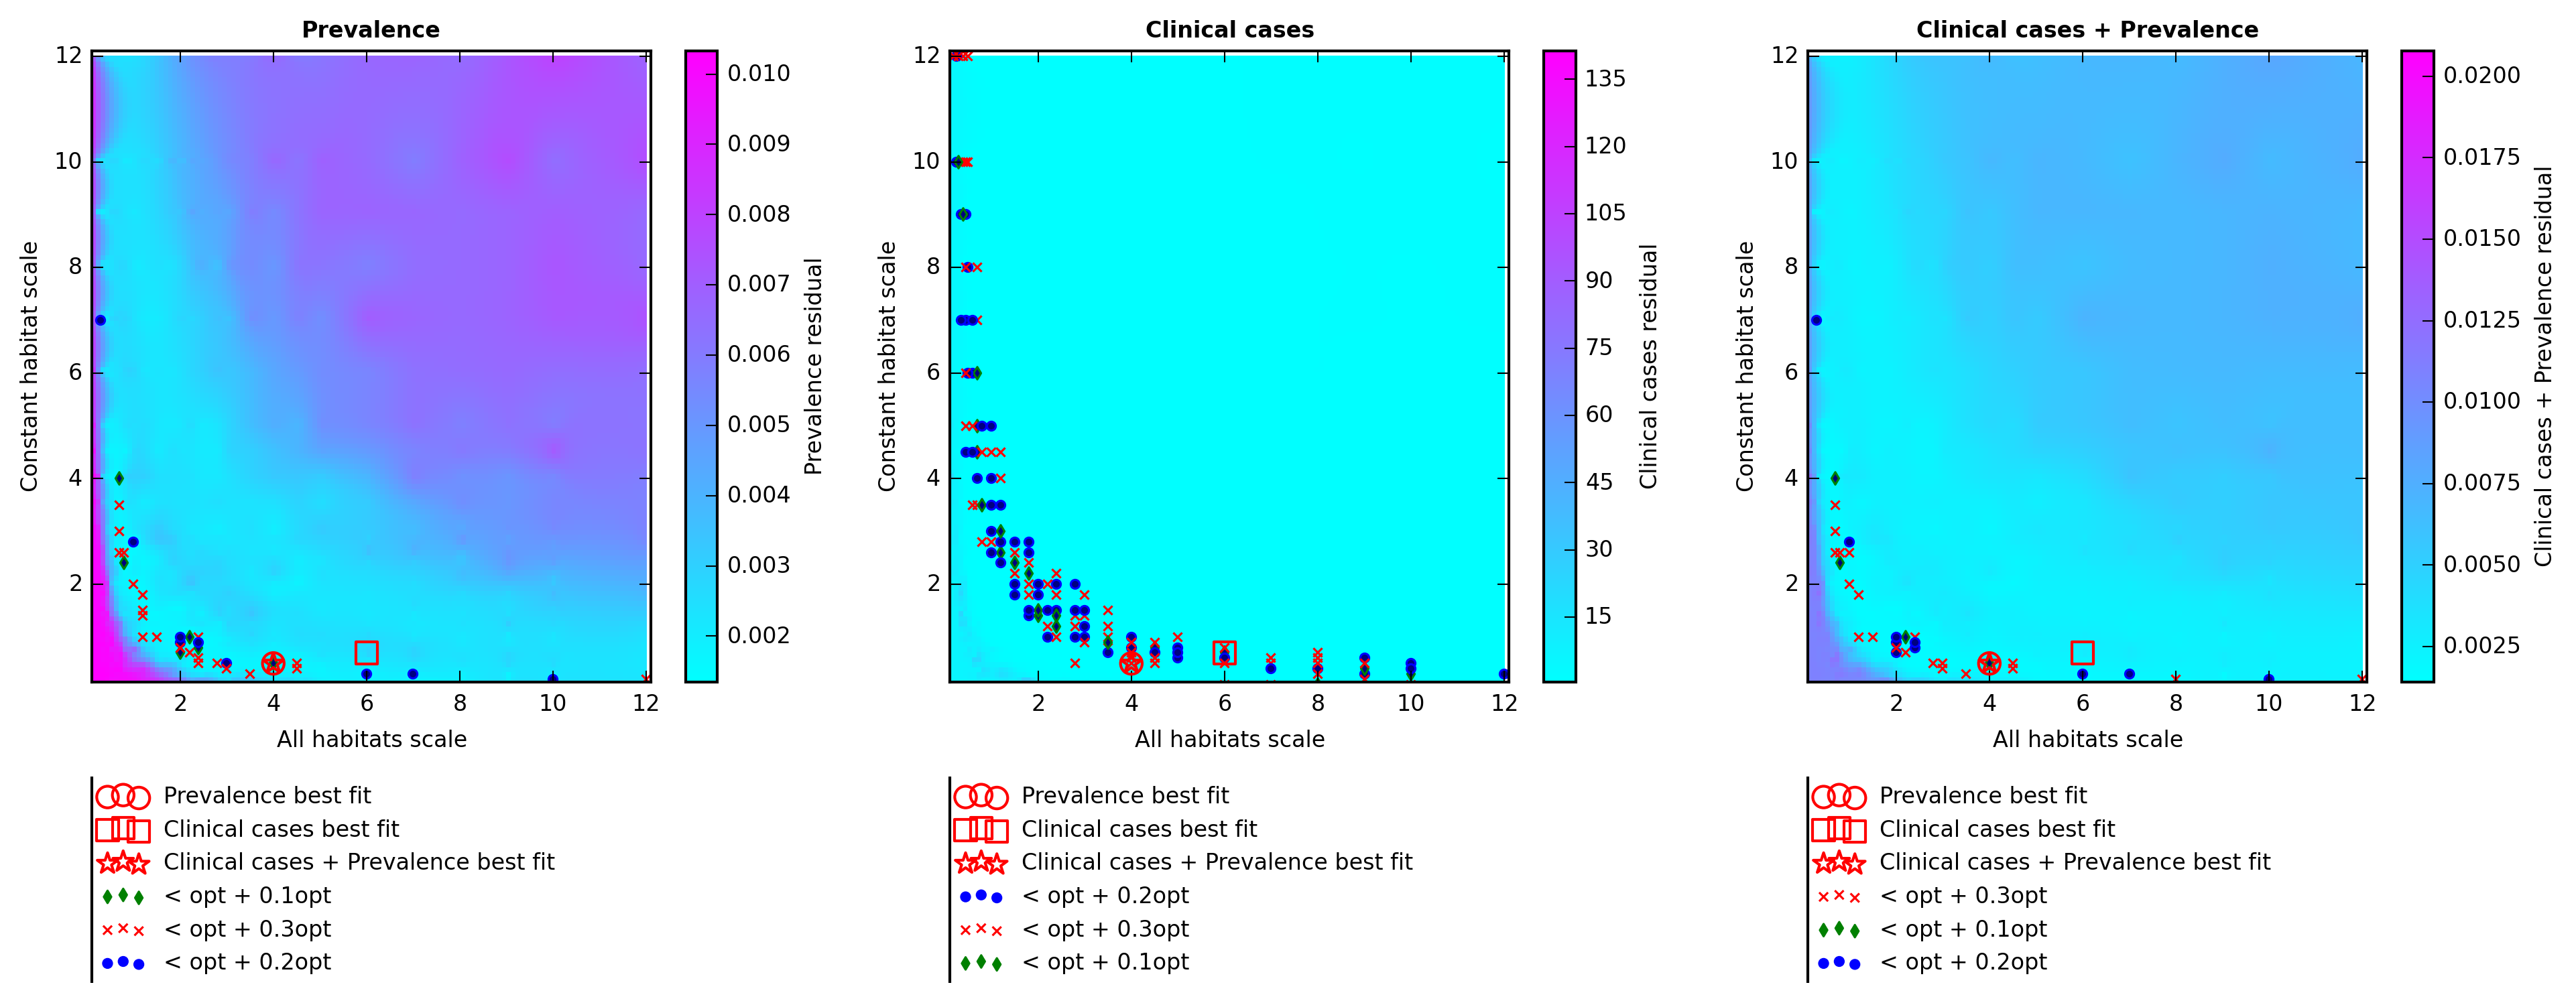 Prevalence
12
10
8
6
4
2
2 4 6 8 10 12
Constant habitat scale
All habitats scale
0.010
0.009
0.008
0.007
0.006
0.005
0.004
0.003
0.002
Prevalence residual
Prevalence best fit
Clinical cases best fit
Clinical cases + Prevalence best fit
< opt + 0.1opt
< opt + 0.3opt
< opt + 0.2opt
Clinical cases
12
10
8
6
4
2
2 4 6 8 10 12
Constant habitat scale
All habitats scale
135
120
105
90
75
60
45
30
15
Clinical cases residual
Prevalence best fit
Clinical cases best fit
Clinical cases + Prevalence best fit
< opt + 0.2opt
< opt + 0.3opt
< opt + 0.1opt
Clinical cases + Prevalence
12
10
8
6
4
2
2 4 6 8 10 12
Constant habitat scale
All habitats scale
0.0200
0.0175
0.0150
0.0125
0.0100
0.0075
0.0050
0.0025
Clinical cases + Prevalence residual
Prevalence best fit
Clinical cases best fit
Clinical cases + Prevalence best fit
< opt + 0.3opt
< opt + 0.1opt
< opt + 0.2opt